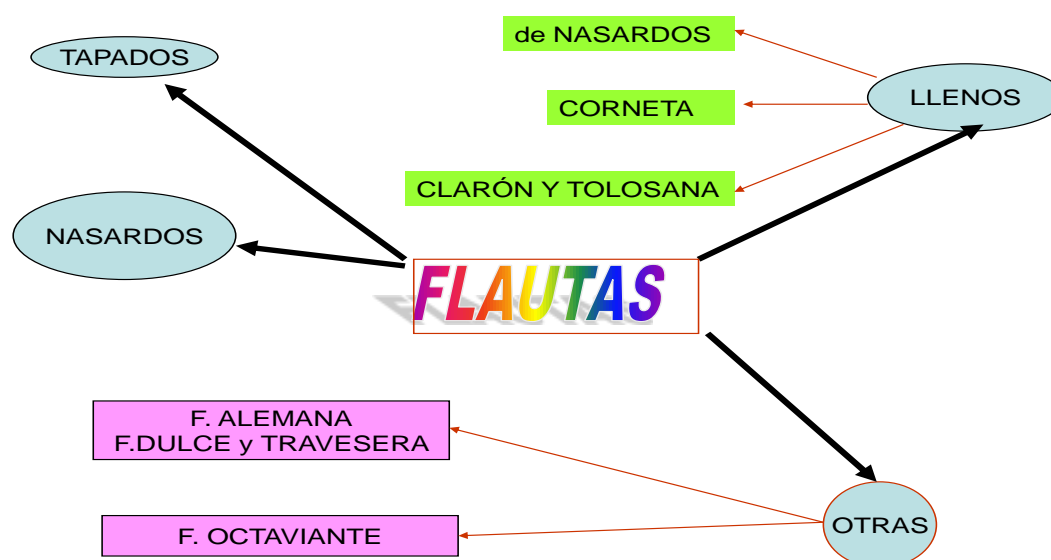 de NASARDOS
TAPADOS
LLENOS
CORNETA
CLARÓN Y TOLOSANA
NASARDOS
FLAUTAS
F. ALEMANA
F.DULCE y TRAVESERA
F. OCTAVIANTE
OTRAS